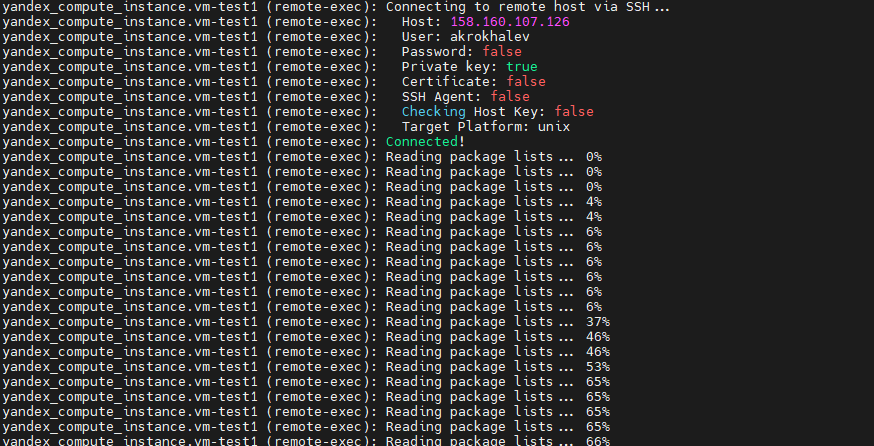 yandex_compute_instance.vm-test1 (remote-exec): Connecting to remote host via SSH...
yandex_compute_instance.vm-test1 (remote-exec):   Host: 158.160.107.126
yandex_compute_instance.vm-test1 (remote-exec):   User: akrokhalev
yandex_compute_instance.vm-test1 (remote-exec):   Password: false
yandex_compute_instance.vm-test1 (remote-exec):   Private key: true
yandex_compute_instance.vm-test1 (remote-exec):   Certificate: false
yandex_compute_instance.vm-test1 (remote-exec):   SSH Agent: false
yandex_compute_instance.vm-test1 (remote-exec):   Checking Host Key: false
yandex_compute_instance.vm-test1 (remote-exec):   Target Platform: unix
yandex_compute_instance.vm-test1 (remote-exec): Connected!
yandex_compute_instance.vm-test1 (remote-exec): Reading package lists... 0%
yandex_compute_instance.vm-test1 (remote-exec): Reading package lists... 0%
yandex_compute_instance.vm-test1 (remote-exec): Reading package lists... 0%
yandex_compute_instance.vm-test1 (remote-exec): Reading package lists... 4%
yandex_compute_instance.vm-test1 (remote-exec): Reading package lists... 4%
yandex_compute_instance.vm-test1 (remote-exec): Reading package lists... 6%
yandex_compute_instance.vm-test1 (remote-exec): Reading package lists... 6%
yandex_compute_instance.vm-test1 (remote-exec): Reading package lists... 6%
yandex_compute_instance.vm-test1 (remote-exec): Reading package lists... 6%
yandex_compute_instance.vm-test1 (remote-exec): Reading package lists... 6%
yandex_compute_instance.vm-test1 (remote-exec): Reading package lists... 6%
yandex_compute_instance.vm-test1 (remote-exec): Reading package lists... 37%
yandex_compute_instance.vm-test1 (remote-exec): Reading package lists... 46%
yandex_compute_instance.vm-test1 (remote-exec): Reading package lists... 46%
yandex_compute_instance.vm-test1 (remote-exec): Reading package lists... 53%
yandex_compute_instance.vm-test1 (remote-exec): Reading package lists... 65%
yandex_compute_instance.vm-test1 (remote-exec): Reading package lists... 65%
yandex_compute_instance.vm-test1 (remote-exec): Reading package lists... 65%
yandex_compute_instance.vm-test1 (remote-exec): Reading package lists... 65%
yandex_compute_instance.vm-test1 (remote-exec): Reading package lists... 66%